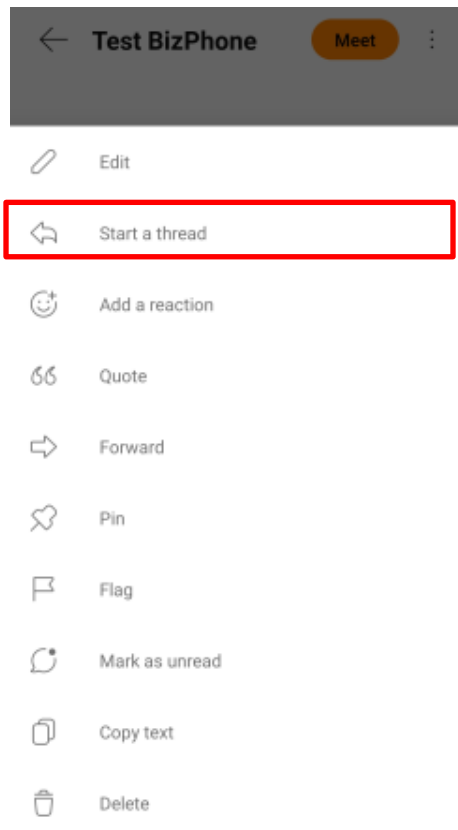 Test BizPhone Meet
Edit
Start a thread
Add a reaction
Quote
Forward
Pin
Flag
Mark as unread
Copy text
Delete